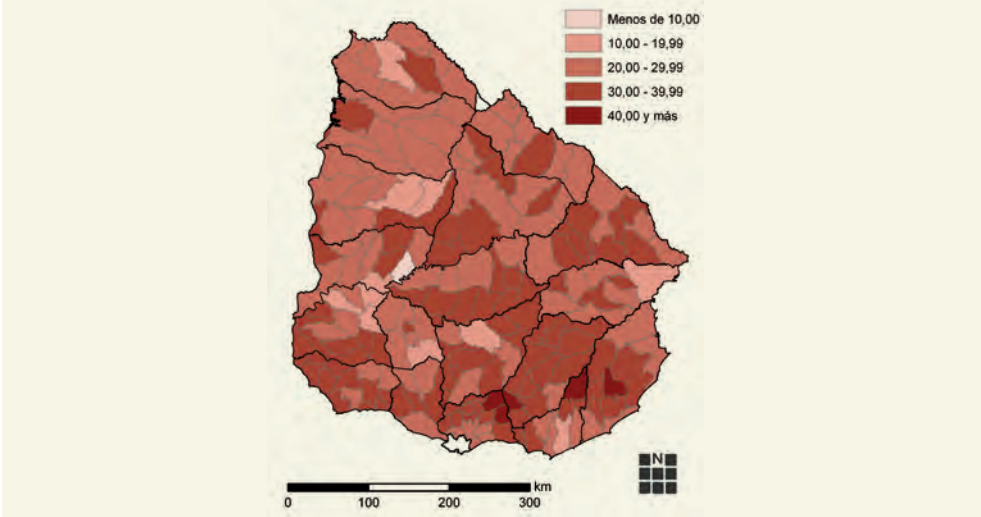 Menos de 10,00
10,00 - 19,99
20,00 - 29,99
30,00 - 39,99
40,00 y más
N
km
0 100 200 300